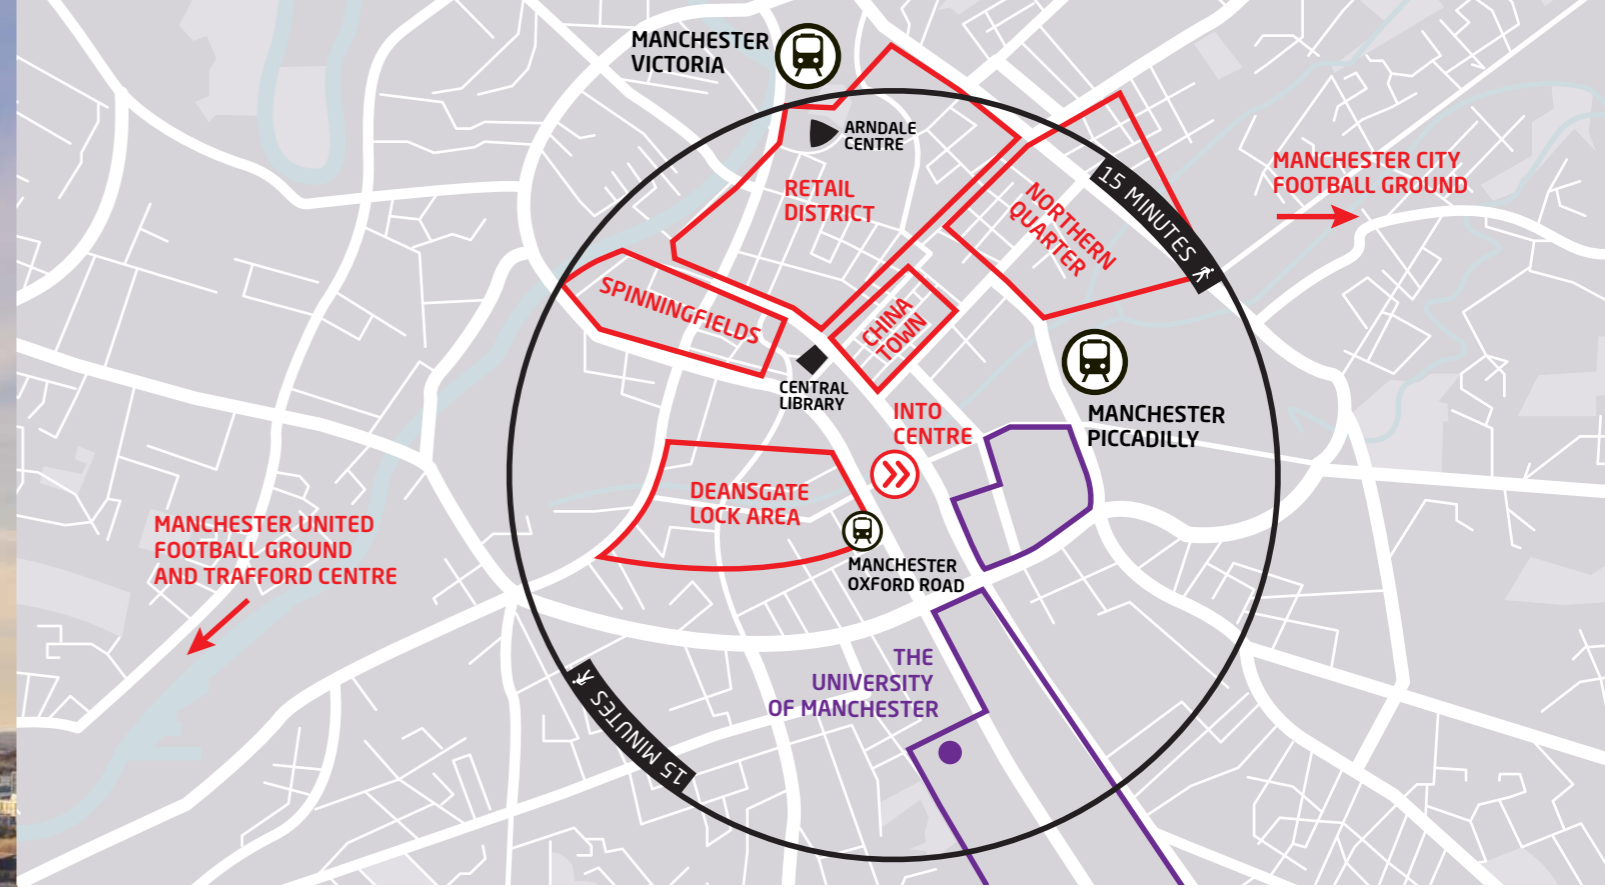 MANCHESTER
VICTORIA
ARNDALE
CENTRE
RETAIL
DISTRICT
NORTHERN
QUARTER
15 MINUTES
MANCHESTER CITY
FOOTBALL GROUND
SPINNINGFIELDS
CHINA
TOWN
CENTRAL
LIBRARY
INTO
CENTRE
MANCHESTER
PICCADILLY
DEANSGATE
LOCK AREA
MANCHESTER
OXFORD ROAD
MANCHESTER UNITED
FOOTBALL GROUND
AND TRAFFORD CENTRE
THE
UNIVERSITY
OF MANCHESTER
15 MINUTES